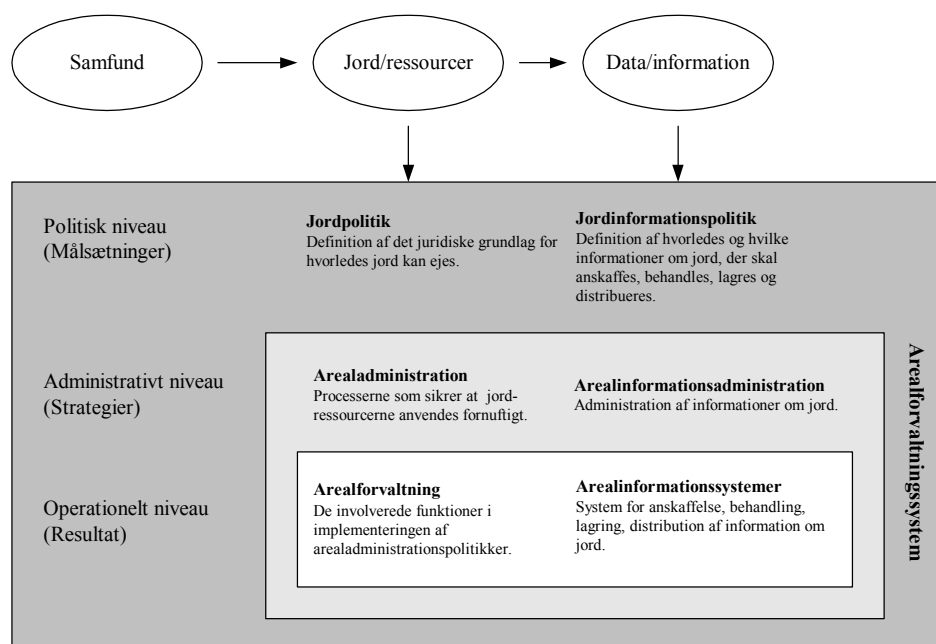 Samfund
Jord/ressourcer
Data/information
Politisk niveau
(Målsætninger)
Jordpolitik
Definition af det juridiske grundlag for
hvorledes jord kan ejes.
Jordinformationspolitik
Definition af hvorledes og hvilke
informationer om jord, der skal
anskaffes, behandles, lagres og
distribueres.
Administrativt niveau
(Strategier)
Arealadministration
Processerne som sikrer at jord-
ressourcerne anvendes fornuftigt.
Arealinformationsadministration
Administration af informationer om jord.
Operationelt niveau
(Resultat)
Arealforvaltning
De involverede funktioner i
implementeringen af
arealadministrationspolitikker.
Arealinformationssystemer
System for anskaffelse, behandling,
lagring, distribution af information om
jord.
Arealforvaltningssystem